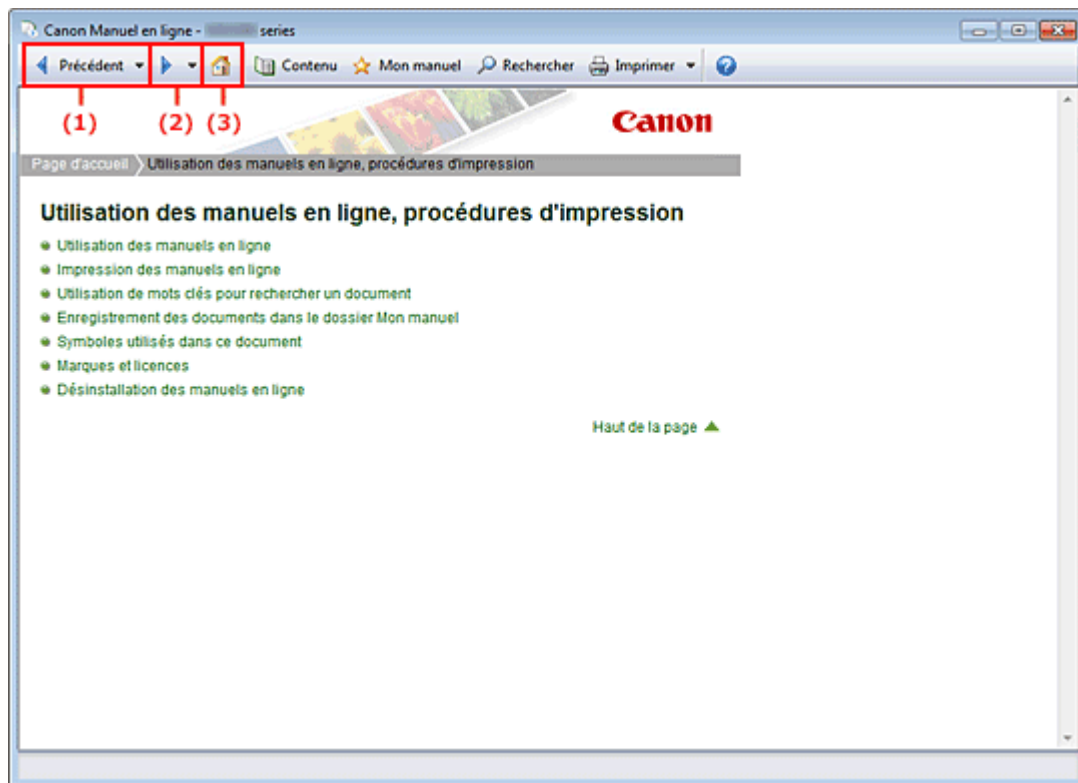 Canon Manuel en ligne - series
Précédent Contenu Mon manuel Rechercher Imprimer
(1) (2) (3)
Canon
Page d'accueil Utilisation des manuels en ligne, procédures d'impression
Utilisation des manuels en ligne, procédures d'impression
Utilisation des manuels en ligne
Impression des manuels en ligne
Utilisation de mots clés pour rechercher un document
Enregistrement des documents dans le dossier Mon manuel
Symboles utilisés dans ce document
Marques et licences
Désinstallation des manuels en ligne
Haut de la page